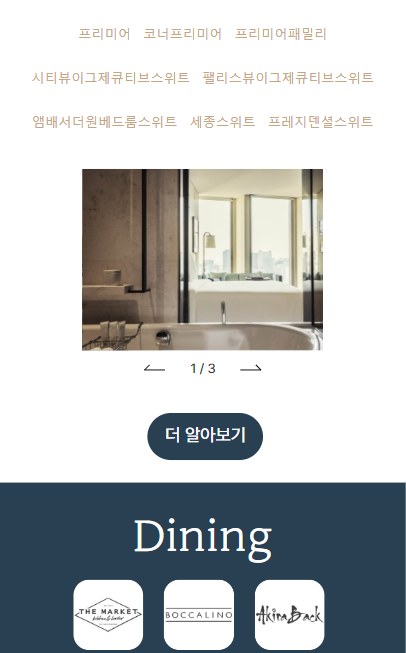 프리미어 코너프리미어 프리미어패밀리
시티뷰이그제큐티브스위트 팰리스뷰이그제큐티브스위트
앰배서더원베드룸스위트 세종스위트 프레지덴셜스위트
1 / 3
더 알아보기
Dining
THE MARKET
BOCCALINO
Akira Back